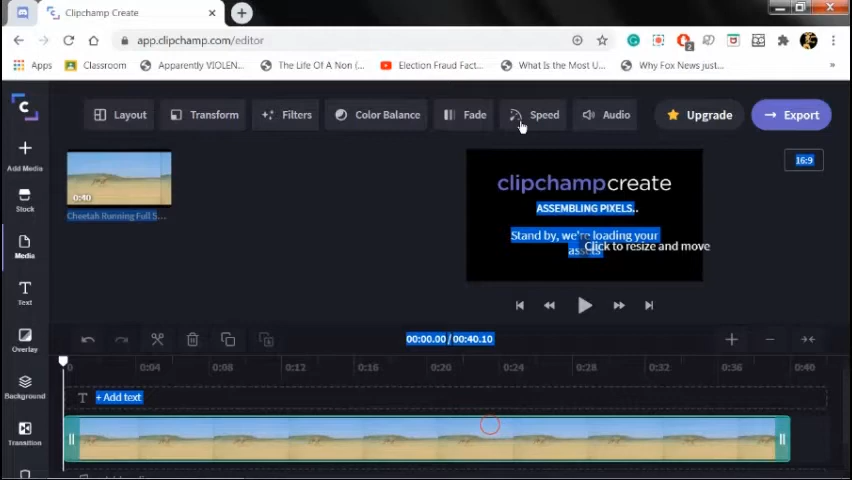 Clipchamp Create
app.clipchamp.com/editor
2
Apps Classroom Apparently VIOLEN... The Life Of A Non (... Election Fraud Fact... What Is the Most U... Why Fox News just... »
Layout Transform Filters Color Balance Fade Speed Audio Upgrade Export
Add Media
Stock
Media
Text
Overlay
Background
Transition
0:40
Cheetah Running Full S...
16:9
clipchampcreate
ASSEMBLING PIXELS..
Stand by, we're loading your
assets
Click to resize and move
00:00.00 / 00:40.10
0 0:04 0:08 0:12 0:16 0:20 0:24 0:28 0:32 0:36 0:40
T + Add text